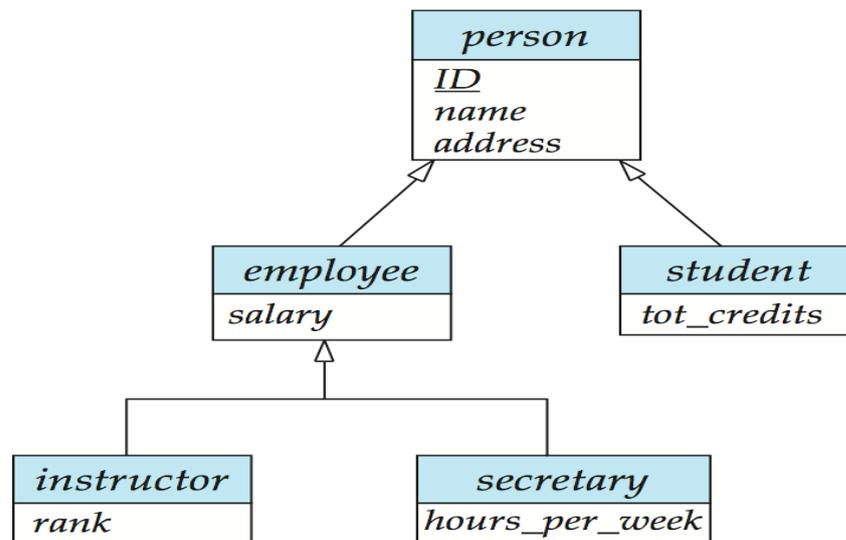 person
ID
name
address
employee
salary
student
tot_credits
instructor
rank
secretary
hours_per_week